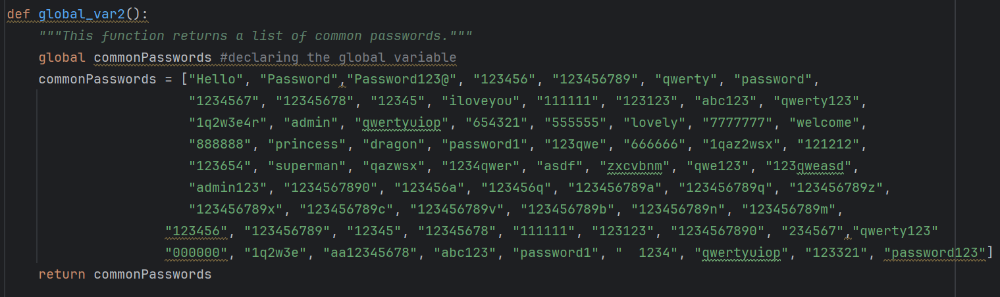 def global_var2():
    """This function returns a list of common passwords."""
    global commonPasswords #declaring the global variable
    commonPasswords = ["Hello", "Password","Password123@", "123456", "123456789", "qwerty", "password",
                       "1234567", "12345678", "12345", "iloveyou", "111111", "123123", "abc123", "qwerty123",
                       "1q2w3e4r", "admin", "qwertyuiop", "654321", "555555", "lovely", "7777777", "welcome",
                       "888888", "princess", "dragon", "password1", "123qwe", "666666", "1qaz2wsx", "121212",
                       "123654", "superman", "qazwsx", "1234qwer", "asdf", "zxcvbnm", "qwe123", "123qweasd",
                       "admin123", "1234567890", "123456a", "123456q", "123456789a", "123456789q", "123456789z",
                       "123456789x", "123456789c", "123456789v", "123456789b", "123456789n", "123456789m",
                    "123456", "123456789", "12345", "12345678", "111111", "123123", "1234567890", "234567","qwerty123"
                    "000000", "1q2w3e", "aa12345678", "abc123", "password1", "  1234", "qwertyuiop", "123321", "password123"]
    return commonPasswords